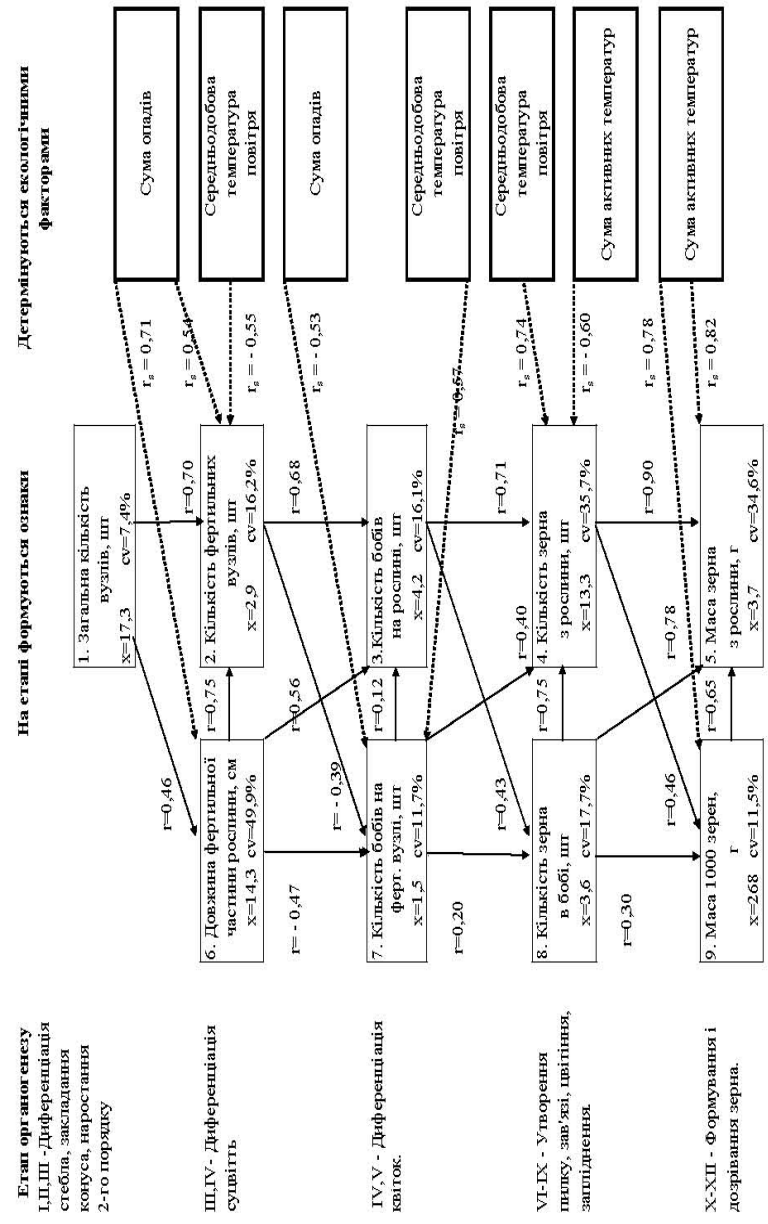 Етап органогенезу
На етапі формуються ознаки
Детермінуються екологічними
факторами
I,II,III -Диференціація
стебла, закладання
конуса, наростання
2-го порядку
1. Загальна кількість
вузлів, шт
x=17,3 cv=7,4%
Сума опадів
r=0,46
r=0,70
rs = 0,71
rs = 0,54
III,IV- Диференціація
суцвіть
6. Довжина фертильної
частини рослини, см
x=14,3 cv=49,9%
r=0,75
2. Кількість фертильних
вузлів, шт
x=2,9 cv=16,2%
rs = - 0,55
Середньодобова
температура
повітря
r= - 0,47
r= - 0,39
r=0,56
r=0,68
rs = - 0,53
Сума опадів
IV,V - Диференціація
квіток.
7. Кількість бобів на
ферт. вузлі, шт
x=1,5 cv=11,7%
r=0,12
3.Кількість бобів
на рослині, шт
x=4,2 cv=16,1%
rs = 0,57
Середньодобова
температура
повітря
r=0,20
r=0,43
r=0,40
r=0,71
rs = 0,74
Середньодобова
температура
повітря
VI-IX - Утворення
пилку, зав'язі, цвітіння,
запліднення.
8. Кількість зерна
в бобі, шт
x=3,6 cv=17,7%
r=0,75
4. Кількість зерна
з рослини, шт
x=13,3 cv=35,7%
rs = - 0,60
Сума активних температур
r=0,30
r=0,46
r=0,78
r=0,90
rs = 0,78
X-XII - Формування і
дозрівання зерна.
9. Маса 1000 зерен,
г
x=268 cv=11,5%
r=0,65
5. Маса зерна
з рослини, г
x=3,7 cv=34,6%
rs = 0,82
Сума активних температур